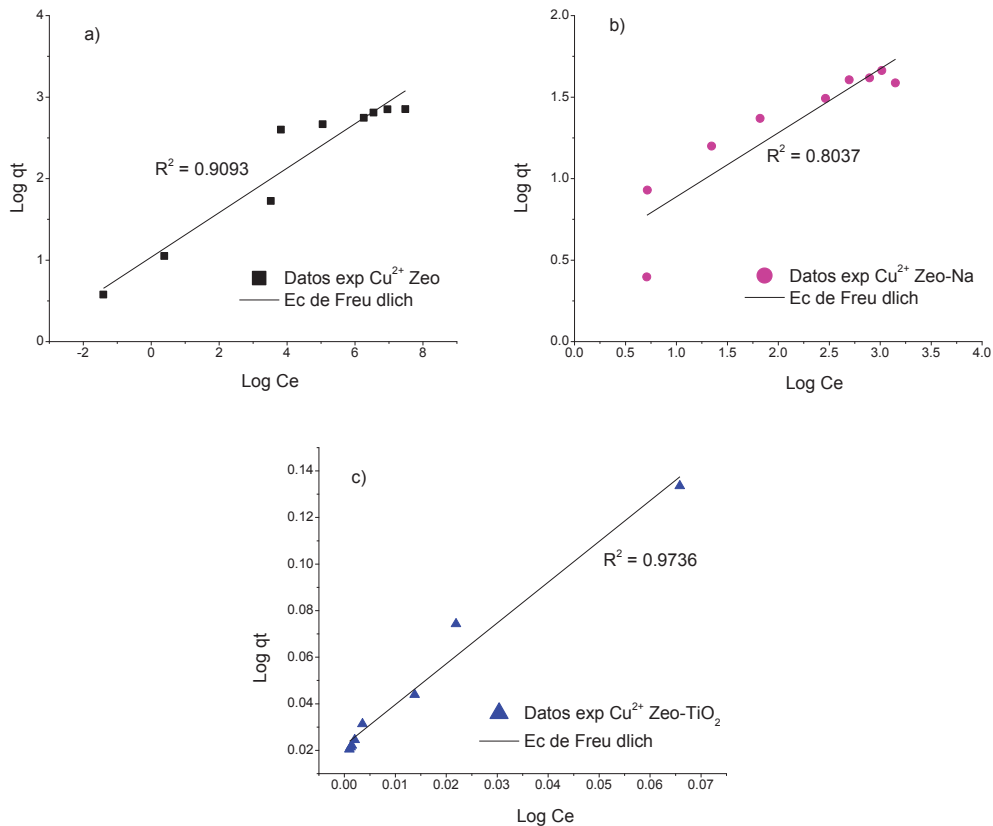 a)
4
3
2
1
0
Log qt
R² = 0.9093
Datos exp Cu²⁺ Zeo
Ec de Freu dlich
-2 0 2 4 6 8
Log Ce
b)
2.0
1.5
1.0
0.5
0.0
Log qt
R² = 0.8037
Datos exp Cu²⁺ Zeo-Na
Ec de Freu dlich
0.0 0.5 1.0 1.5 2.0 2.5 3.0 3.5 4.0
Log Ce
c)
0.14
0.12
0.10
0.08
0.06
0.04
0.02
Log qt
R² = 0.9736
Datos exp Cu²⁺ Zeo-TiO₂
Ec de Freu dlich
0.00 0.01 0.02 0.03 0.04 0.05 0.06 0.07
Log Ce